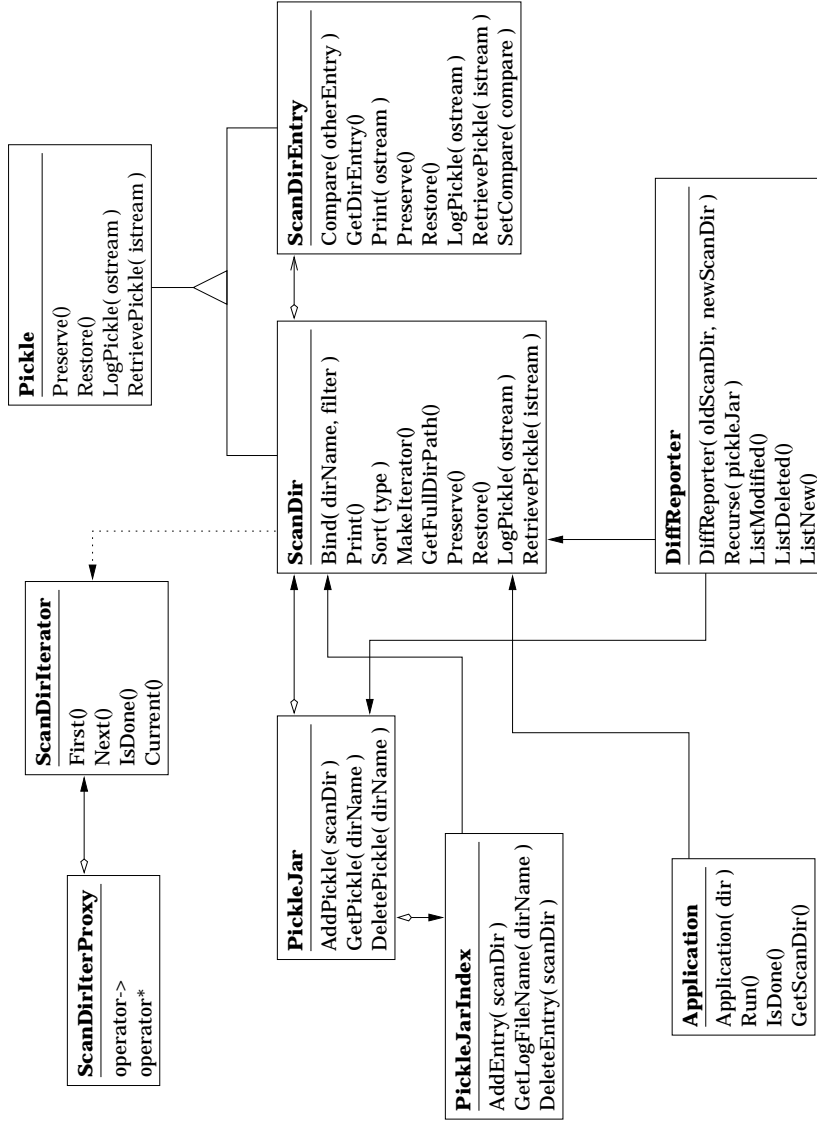 ScanDirIterProxy
operator->
operator*
ScanDirIterator
First()
Next()
IsDone()
Current()
Pickle
Preserve()
Restore()
LogPickle( ostream )
RetrievePickle( istream )
PickleJar
AddPickle( scanDir )
GetPickle( dirName )
DeletePickle( dirName )
ScanDir
Bind( dirName, filter )
Print()
Sort( type )
MakeIterator()
GetFullDirPath()
Preserve()
Restore()
LogPickle( ostream )
RetrievePickle( istream )
ScanDirEntry
Compare( otherEntry )
GetDirEntry()
Print( ostream )
Preserve()
Restore()
LogPickle( ostream )
RetrievePickle( istream )
SetCompare( compare )
PickleJarIndex
AddEntry( scanDir )
GetLogFileName( dirName )
DeleteEntry( scanDir )
Application
Application( dir )
Run()
IsDone()
GetScanDir()
DiffReporter
DiffReporter( oldScanDir, newScanDir )
Recurse( pickleJar )
ListModified()
ListDeleted()
ListNew()